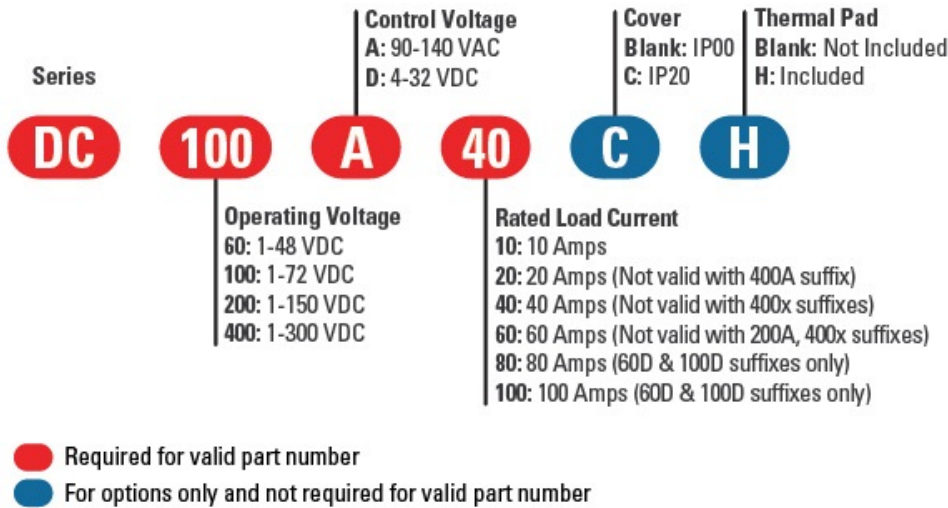 Control Voltage
A: 90-140 VAC
D: 4-32 VDC
Cover
Blank: IP00
C: IP20
Thermal Pad
Blank: Not Included
H: Included
Series
DC
100
A
40
C
H
Operating Voltage
60: 1-48 VDC
100: 1-72 VDC
200: 1-150 VDC
400: 1-300 VDC
Rated Load Current
10: 10 Amps
20: 20 Amps (Not valid with 400A suffix)
40: 40 Amps (Not valid with 400x suffixes)
60: 60 Amps (Not valid with 200A, 400x suffixes)
80: 80 Amps (60D & 100D suffixes only)
100: 100 Amps (60D & 100D suffixes only)
Required for valid part number
For options only and not required for valid part number